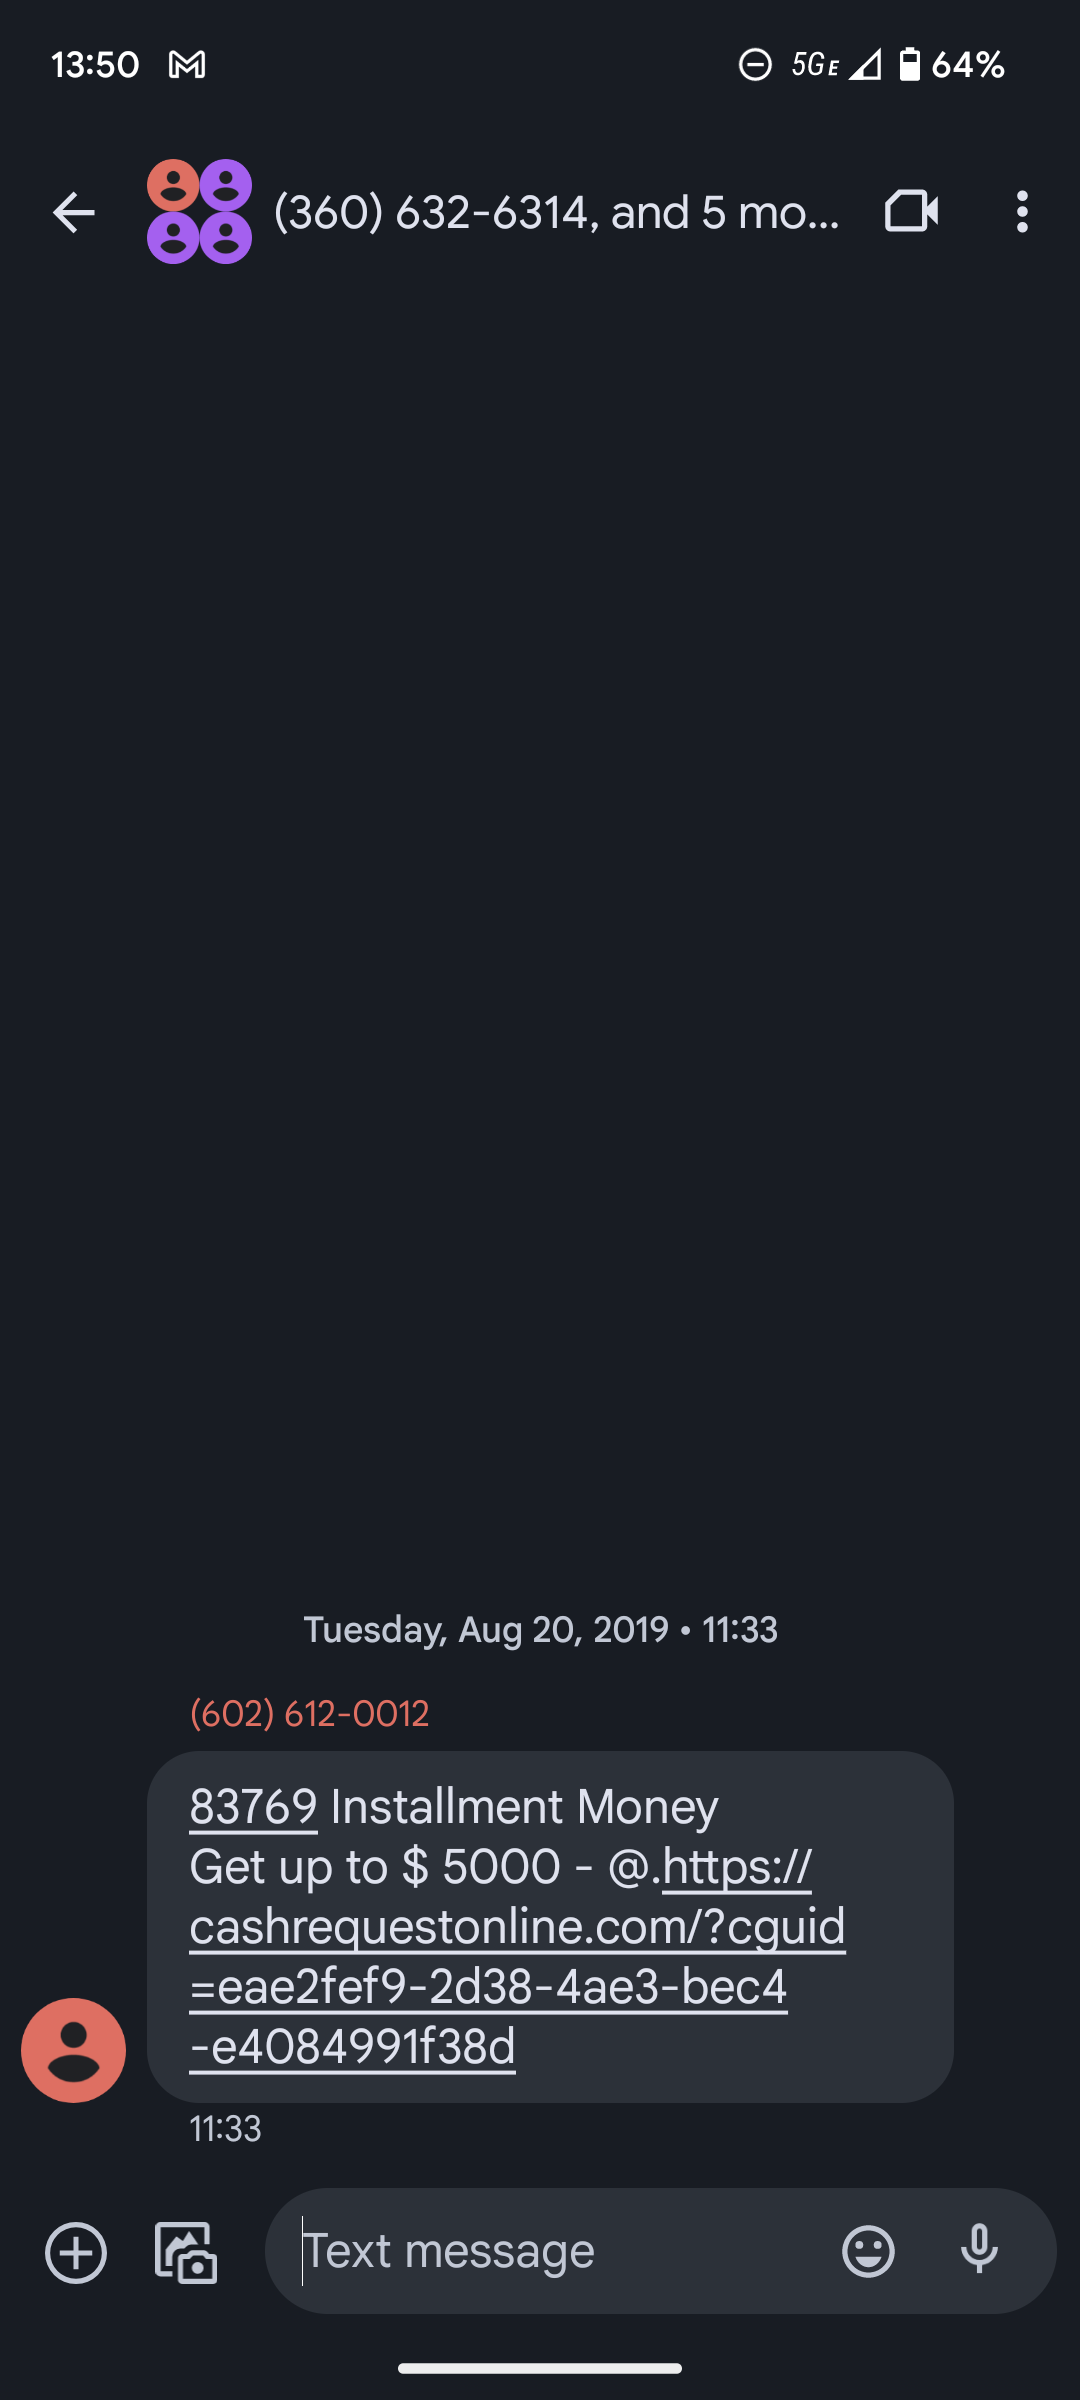 13:50 5GE 64%
(360) 632-6314, and 5 mo...
Tuesday, Aug 20, 2019 • 11:33
(602) 612-0012
83769 Installment Money
Get up to $ 5000 - @.https://
cashrequestonline.com/?cguid
=eae2fef9-2d38-4ae3-bec4
-e4084991f38d
11:33
Text message